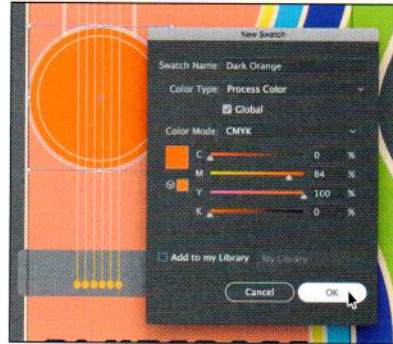 New Swatch
Swatch Name: Dark Orange
Color Type: Process Color
Global
Color Mode: CMYK
C 0 %
M 84 %
Y 100 %
K 0 %
Add to my Library My Library
Cancel OK